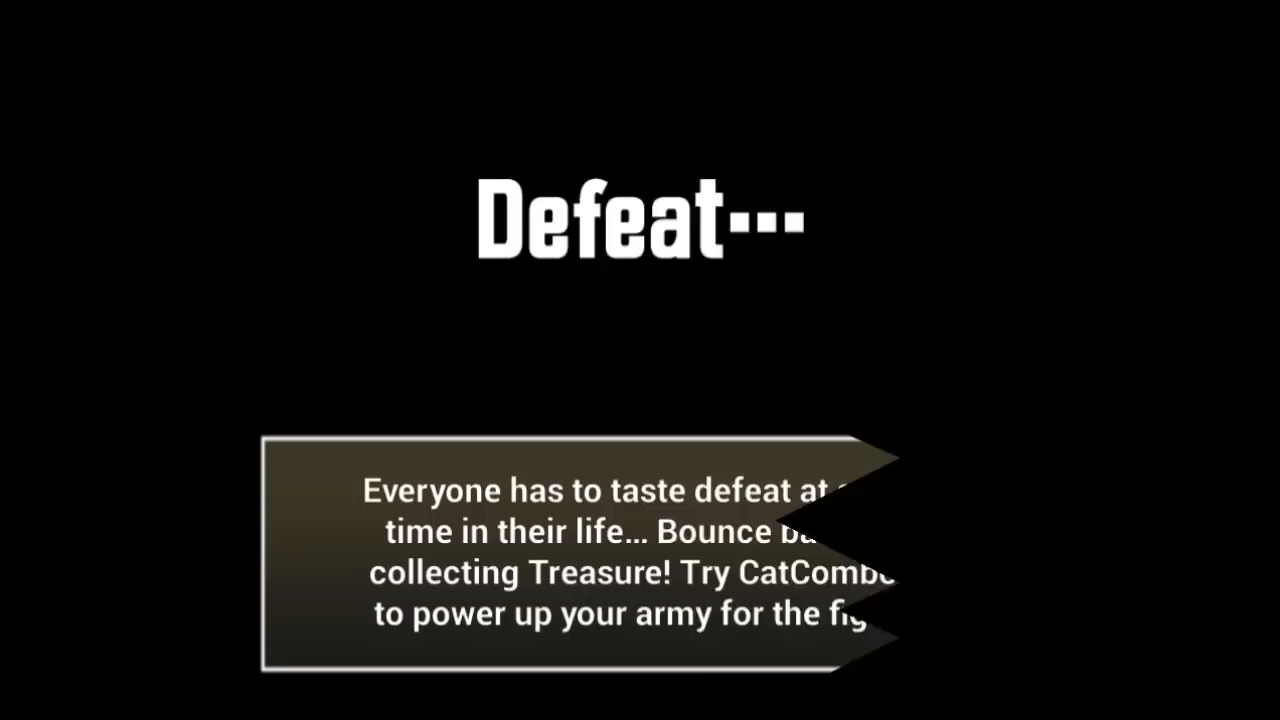 Defeat...
Everyone has to taste defeat at
time in their life... Bounce
collecting Treasure! Try CatCombo
to power up your army for the